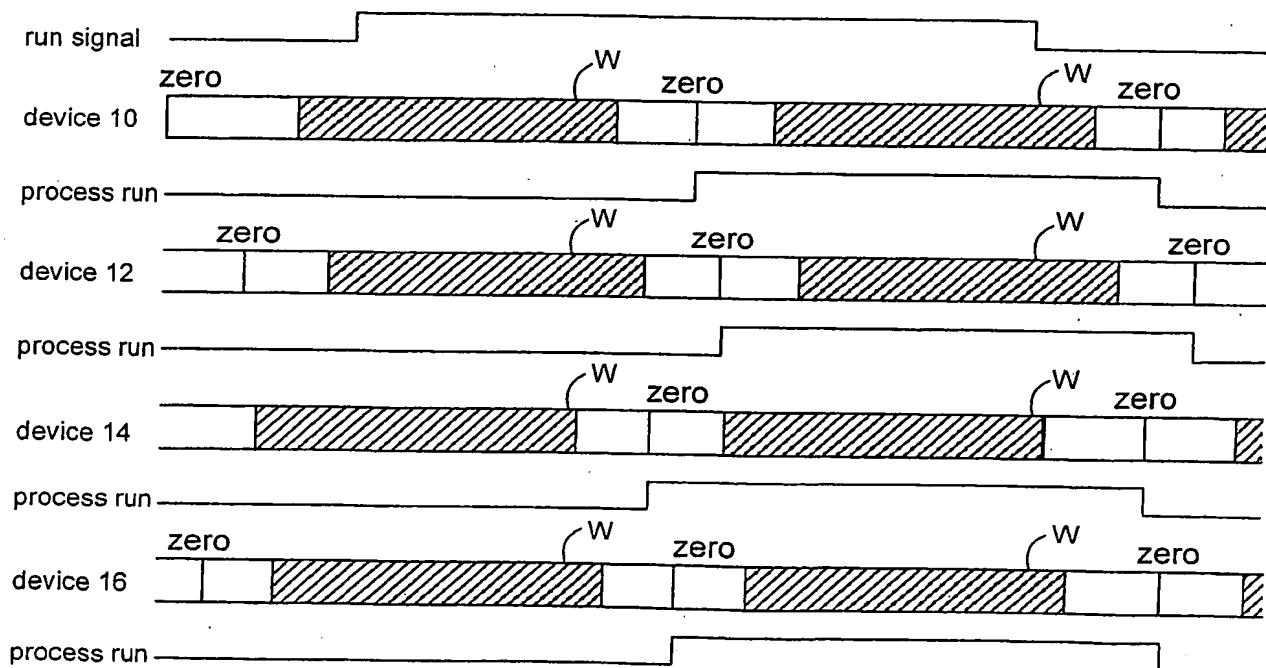 run signal
zero W zero W zero
device 10
process run
zero W zero W zero
device 12
process run
W zero W zero
device 14
process run
zero W zero W zero
device 16
process run